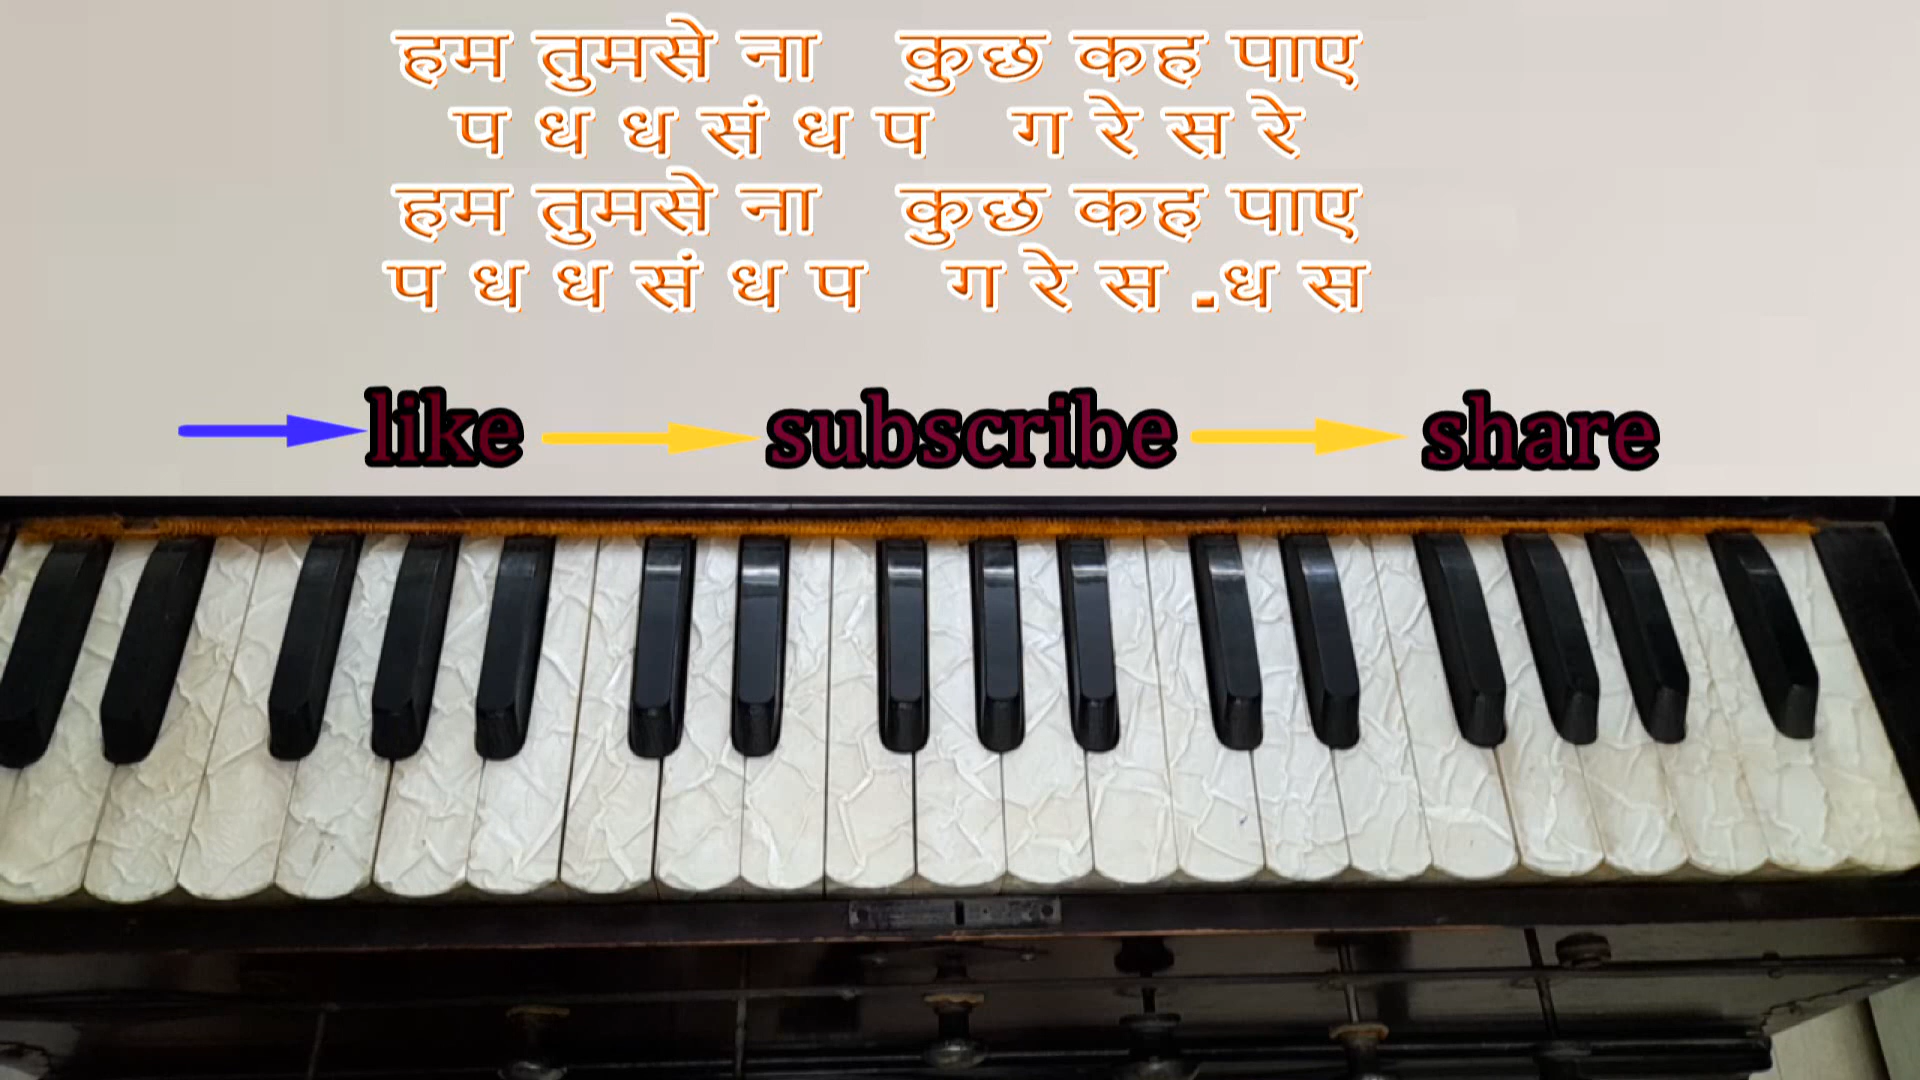 हम तुमसे ना कुछ कह पाए
प ध ध सं ध प ग रे स रे
हम तुमसे ना कुछ कह पाए
प ध ध सं ध प ग रे स .ध स
like subscribe share